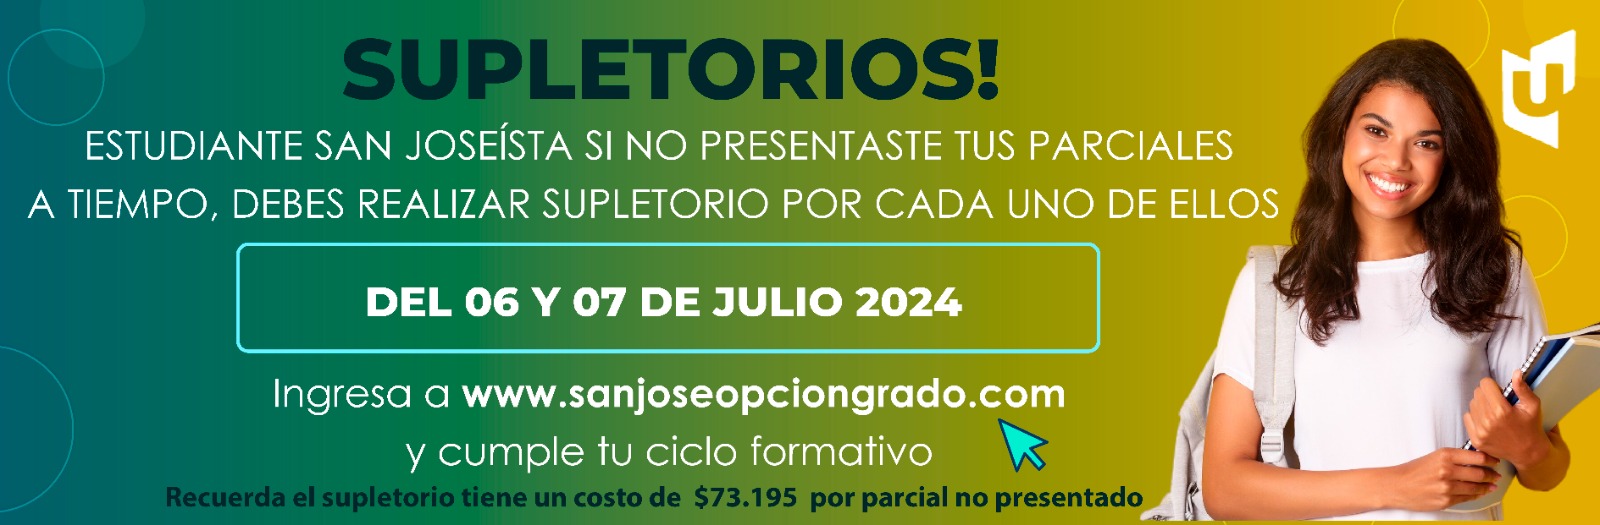 SUPLETORIOS!
ESTUDIANTE SAN JOSEÍSTA SI NO PRESENTASTE TUS PARCIALES
A TIEMPO, DEBES REALIZAR SUPLETORIO POR CADA UNO DE ELLOS
DEL 06 Y 07 DE JULIO 2024
Ingresa a www.sanjoseopciongrado.com
y cumple tu ciclo formativo
Recuerda el supletorio tiene un costo de $73.195 por parcial no presentado